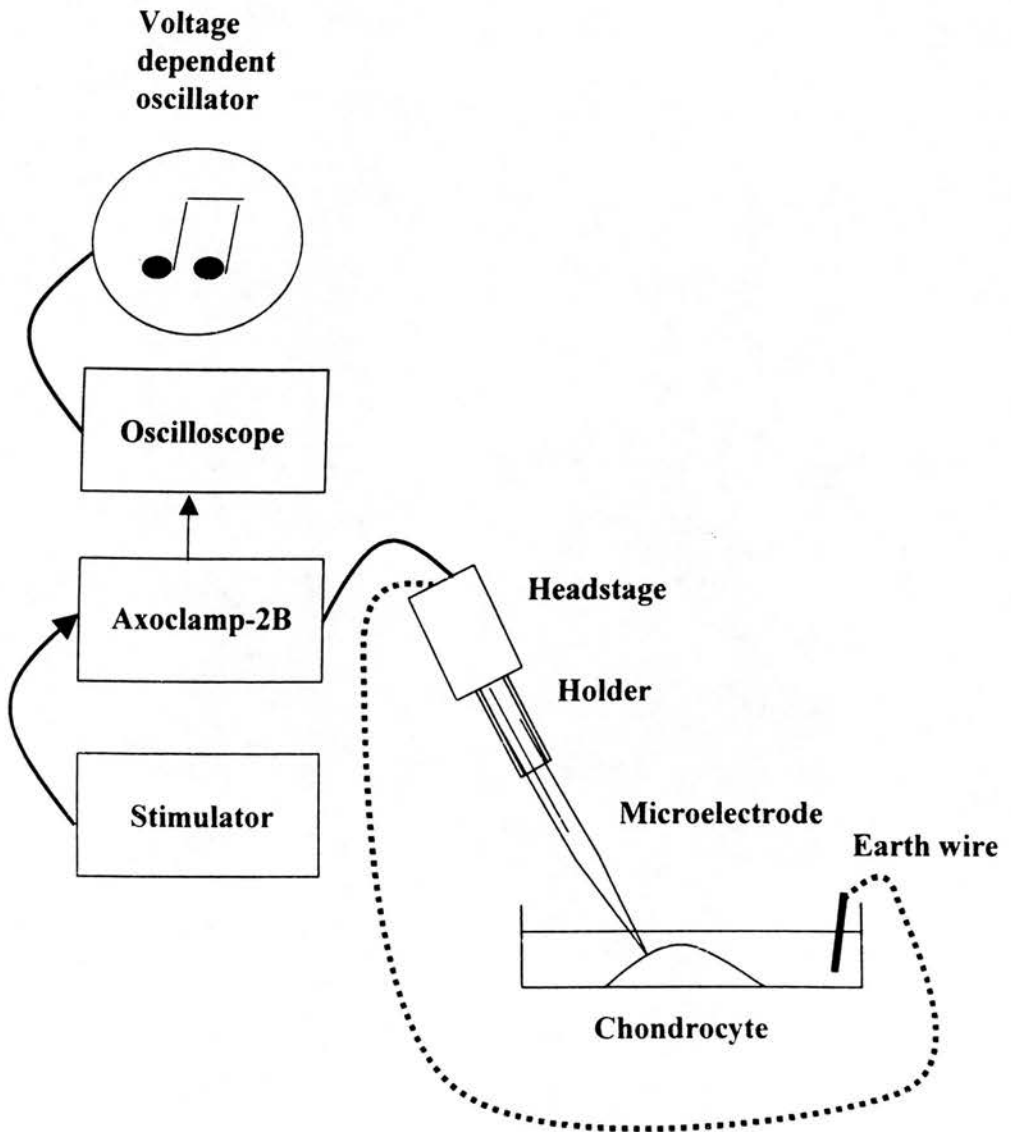 Voltage
dependent
oscillator
Oscilloscope
Axoclamp-2B
Headstage
Holder
Stimulator
Microelectrode
Earth wire
Chondrocyte